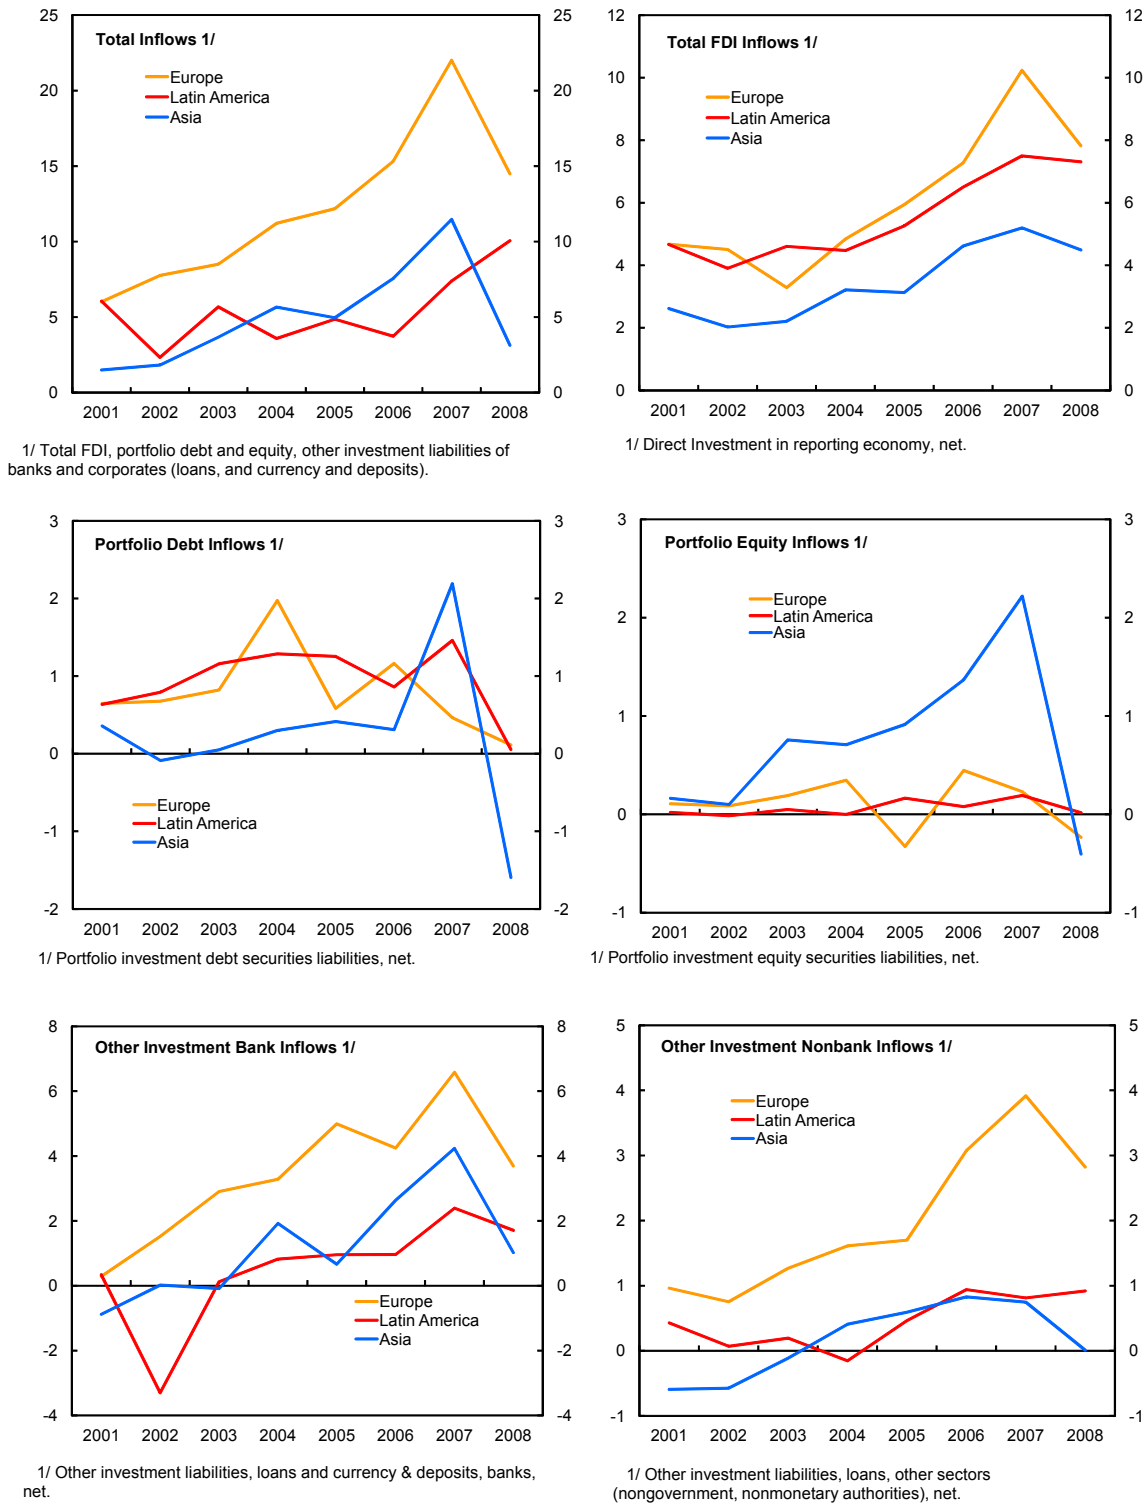 Total Inflows 1/
Europe
Latin America
Asia
25
20
15
10
5
0
25
20
15
10
5
0
2001 2002 2003 2004 2005 2006 2007 2008
1/ Total FDI, portfolio debt and equity, other investment liabilities of
banks and corporates (loans, and currency and deposits).
Total FDI Inflows 1/
Europe
Latin America
Asia
12
10
8
6
4
2
0
12
10
8
6
4
2
0
2001 2002 2003 2004 2005 2006 2007 2008
1/ Direct Investment in reporting economy, net.
Portfolio Debt Inflows 1/
Europe
Latin America
Asia
3
2
1
0
-1
-2
3
2
1
0
-1
-2
2001 2002 2003 2004 2005 2006 2007 2008
1/ Portfolio investment debt securities liabilities, net.
Portfolio Equity Inflows 1/
Europe
Latin America
Asia
3
2
1
0
-1
3
2
1
0
-1
2001 2002 2003 2004 2005 2006 2007 2008
1/ Portfolio investment equity securities liabilities, net.
Other Investment Bank Inflows 1/
Europe
Latin America
Asia
8
6
4
2
0
-2
-4
8
6
4
2
0
-2
-4
2001 2002 2003 2004 2005 2006 2007 2008
1/ Other investment liabilities, loans and currency & deposits, banks,
net.
Other Investment Nonbank Inflows 1/
Europe
Latin America
Asia
5
4
3
2
1
0
-1
5
4
3
2
1
0
-1
2001 2002 2003 2004 2005 2006 2007 2008
1/ Other investment liabilities, loans, other sectors
(nongovernment, nonmonetary authorities), net.